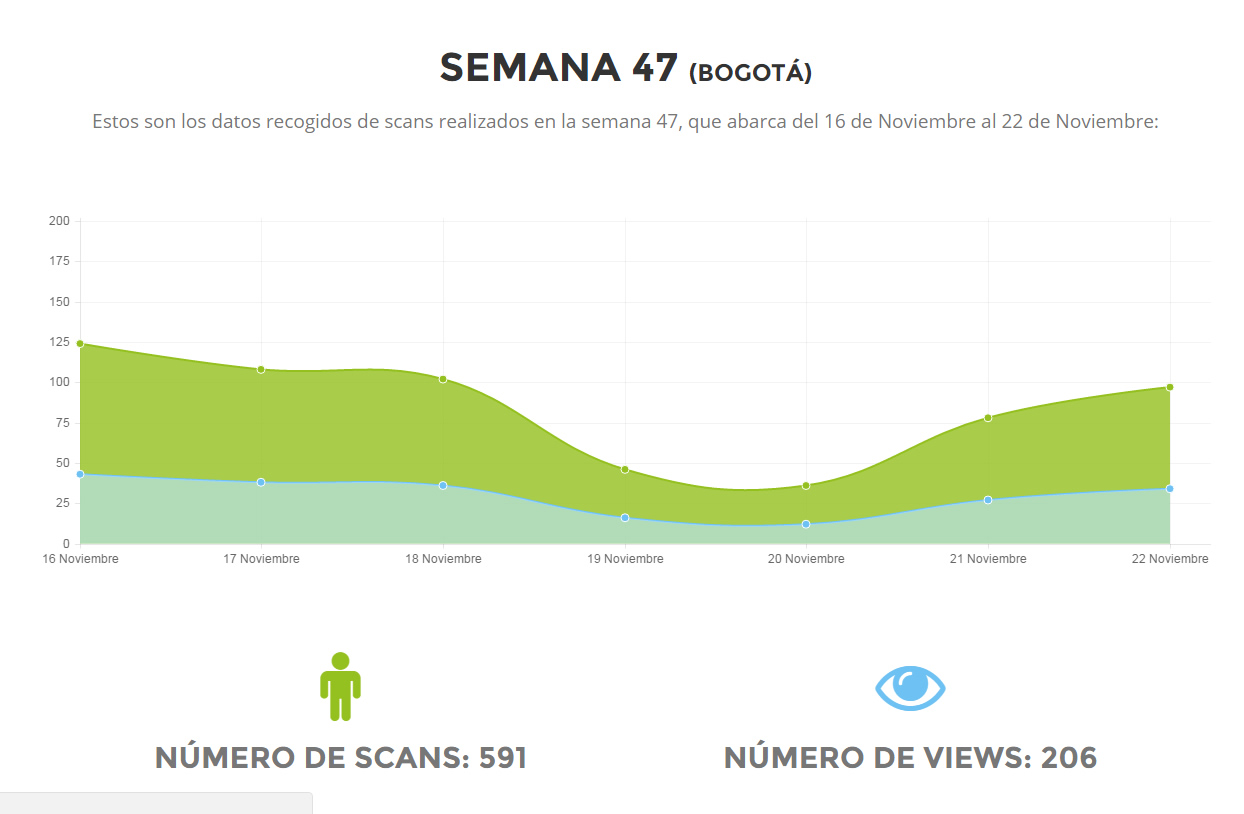 SEMANA 47 (BOGOTÁ)
Estos son los datos recogidos de scans realizados en la semana 47, que abarca del 16 de Noviembre al 22 de Noviembre:
200
175
150
125
100
75
50
25
0
16 Noviembre 17 Noviembre 18 Noviembre 19 Noviembre 20 Noviembre 21 Noviembre 22 Noviembre
NÚMERO DE SCANS: 591 NÚMERO DE VIEWS: 206